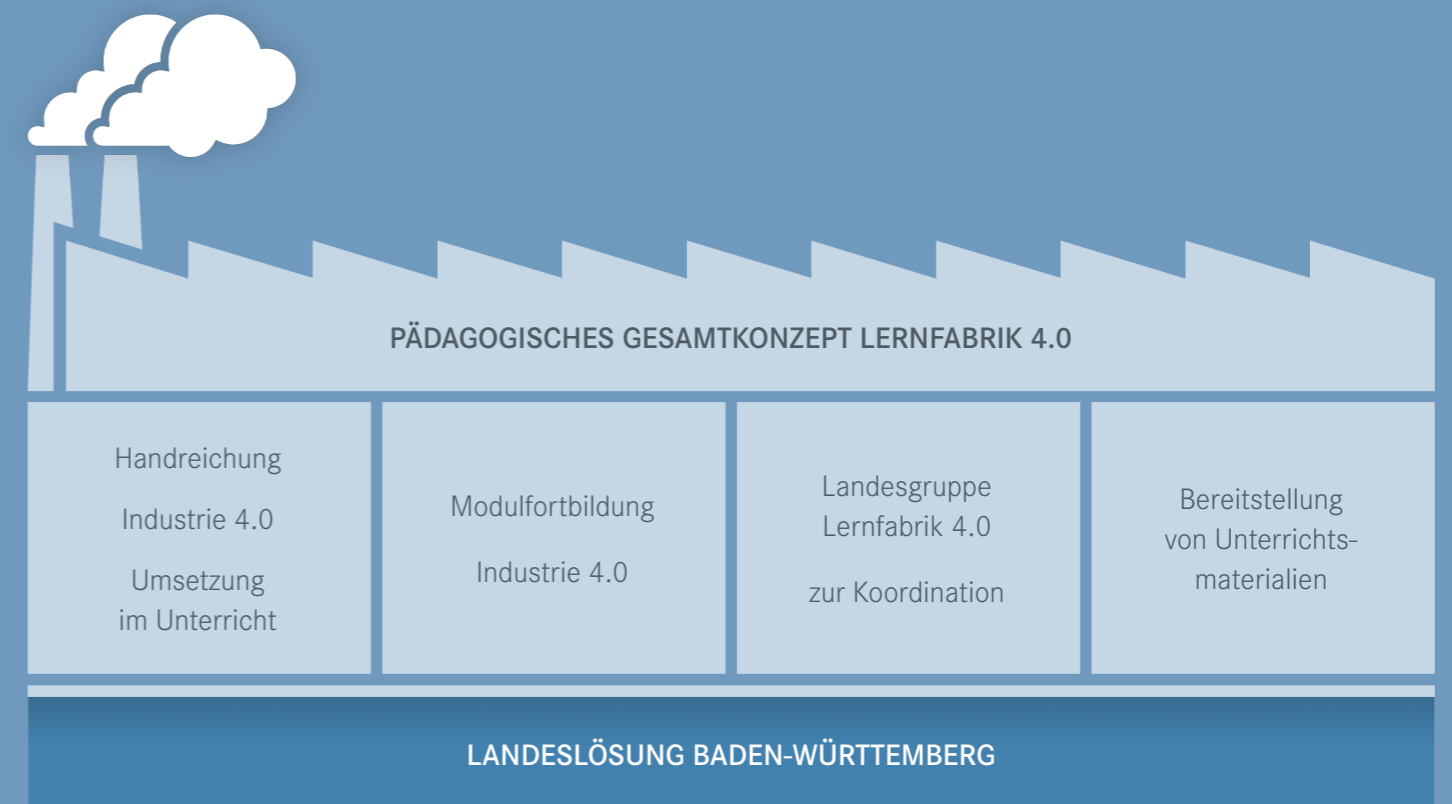 PÄDAGOGISCHES GESAMTKONZEPT LERNFABRIK 4.0
Handreichung
Industrie 4.0
Umsetzung
im Unterricht
Modulfortbildung
Industrie 4.0
Landesgruppe
Lernfabrik 4.0
zur Koordination
Bereitstellung
von Unterrichts-
materialien
LANDESLÖSUNG BADEN-WÜRTTEMBERG